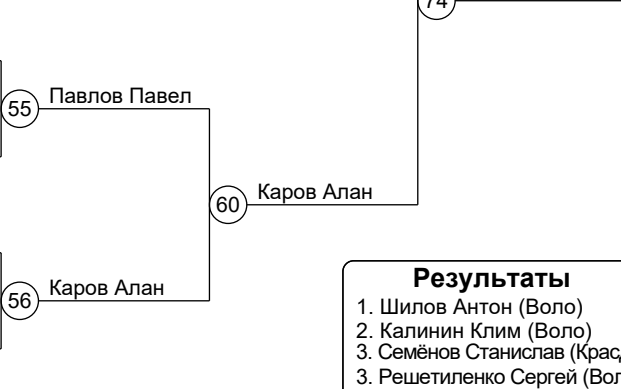 74
Павлов Павел
55
Каров Алан
60
Каров Алан
56
Результаты
1. Шилов Антон (Воло)
2. Калинин Клим (Воло)
3. Семёнов Станислав
3. Решетиленко Сергей